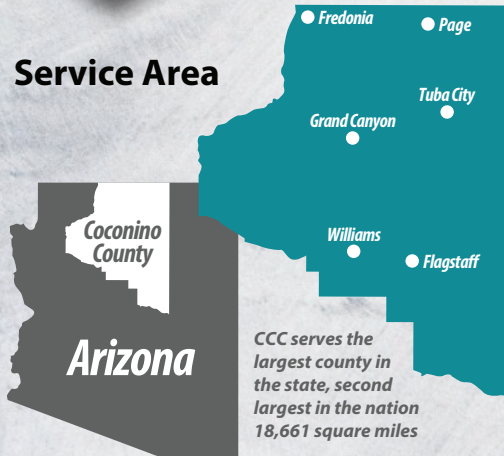 Service Area
Fredonia
Page
Tuba City
Grand Canyon
Williams
Flagstaff
Coconino
County
Arizona
CCC serves the
largest county in
the state, second
largest in the nation
18,661 square miles